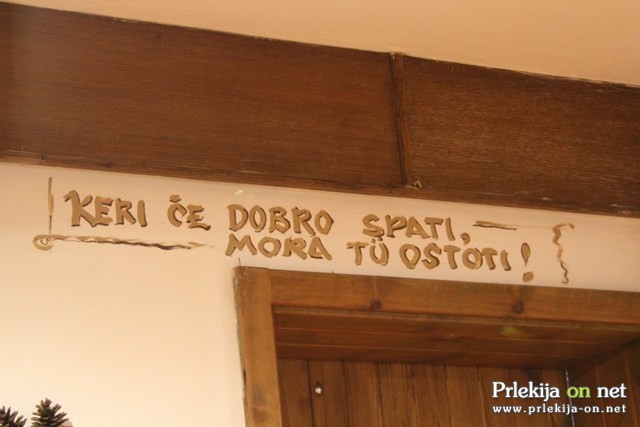 KERI ČE DOBRO SPATI,
MORA TÜ OSTOTI!
Prlekija on net
www.prlekija-on.net